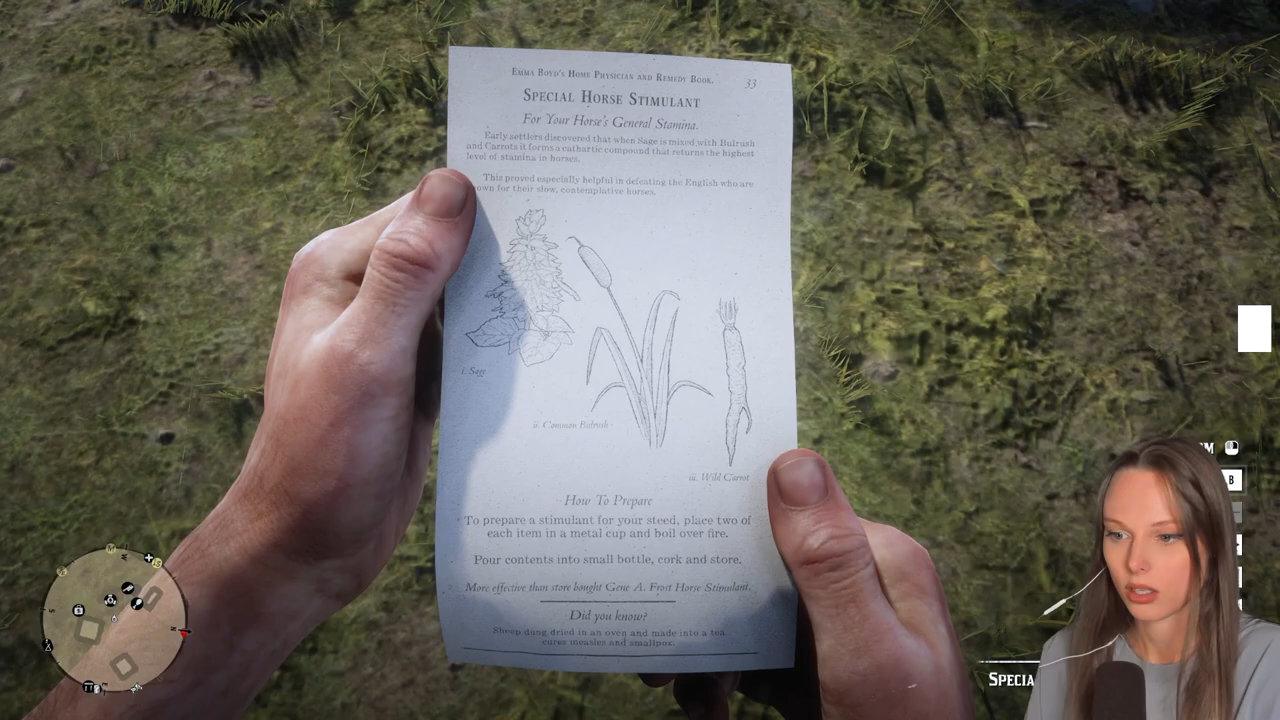 Emma Boyd's Home Physician and Remedy Book.
33
Special Horse Stimulant
For Your Horse's General Stamina.
Early settlers discovered that when Sage is mixed with Bulrush
and Carrots it forms a cathartic compound that returns the highest
level of stamina in horses.
This proved especially helpful in defeating the English who are
own for their slow, contemplative horses.
i. Sage
ii. Common Bulrush
iii. Wild Carrot
How To Prepare
To prepare a stimulant for your steed, place two of
each item in a metal cup and boil over fire.
Pour contents into small bottle, cork and store.
More effective than store bought Gene A. Frost Horse Stimulant.
Did you know?
Sheep dung dried in an oven and made into a tea
cures measles and smallpox.
B
Specia